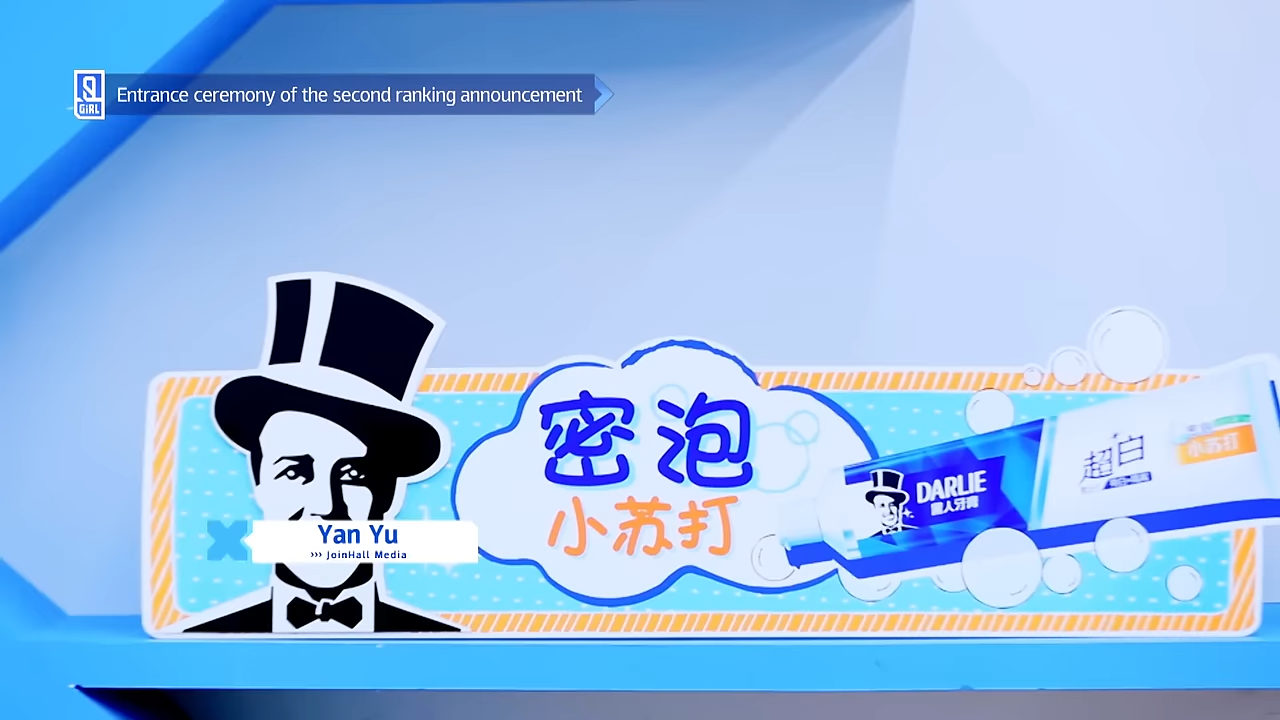 GiRL
Entrance ceremony of the second ranking announcement
密泡
小苏打
DARLIE
黑人牙膏
超白
小苏打
Yan Yu
››› JoinHall Media